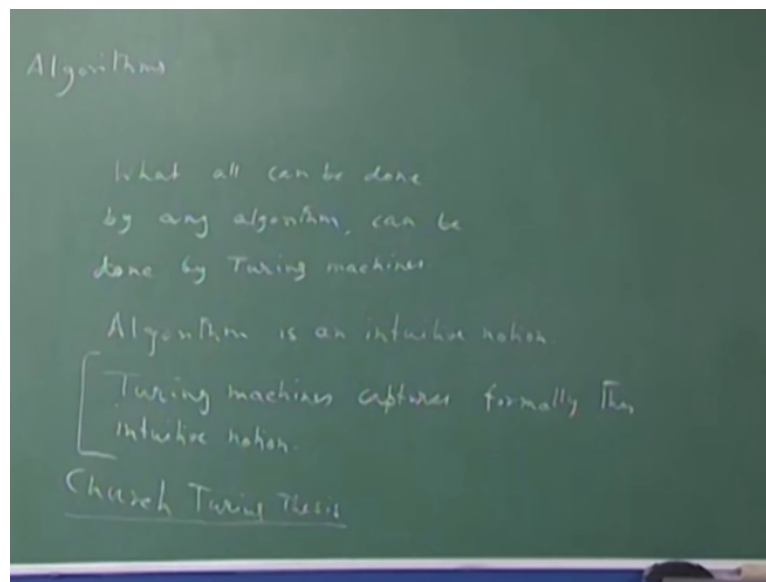 Algorithms
What all can be done
by any algorithm, can be
done by Turing machines
Algorithm is an intuitive notion.
Turing machines captures formally this
intuitive notion.
Church Turing Thesis